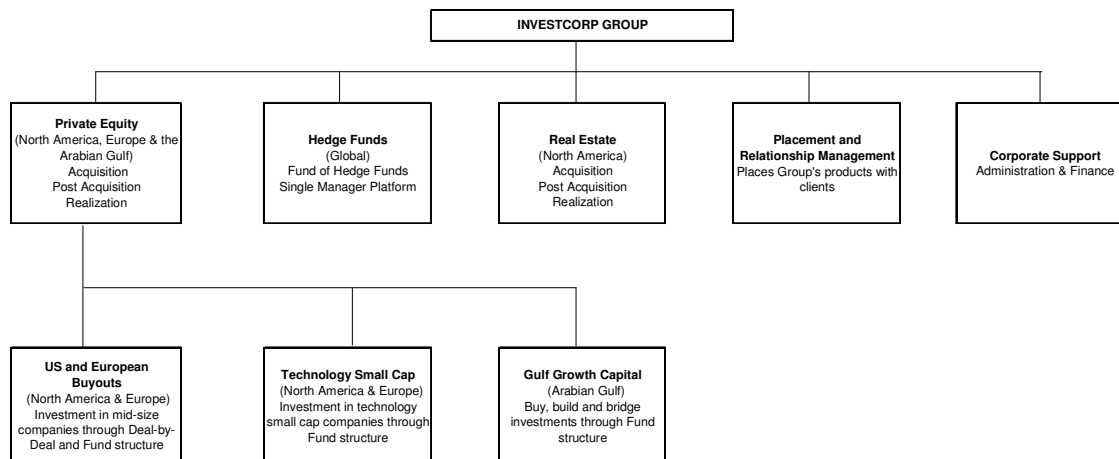 INVESTCORP GROUP
Private Equity
(North America, Europe & the
Arabian Gulf)
Acquisition
Post Acquisition
Realization
Hedge Funds
(Global)
Fund of Hedge Funds
Single Manager Platform
Real Estate
(North America)
Acquisition
Post Acquisition
Realization
Placement and
Relationship Management
Places Group's products with
clients
Corporate Support
Administration & Finance
US and European
Buyouts
(North America & Europe)
Investment in mid-size
companies through Deal-by-
Deal and Fund structure
Technology Small Cap
(North America & Europe)
Investment in technology
small cap companies through
Fund structure
Gulf Growth Capital
(Arabian Gulf)
Buy, build and bridge
investments through Fund
structure